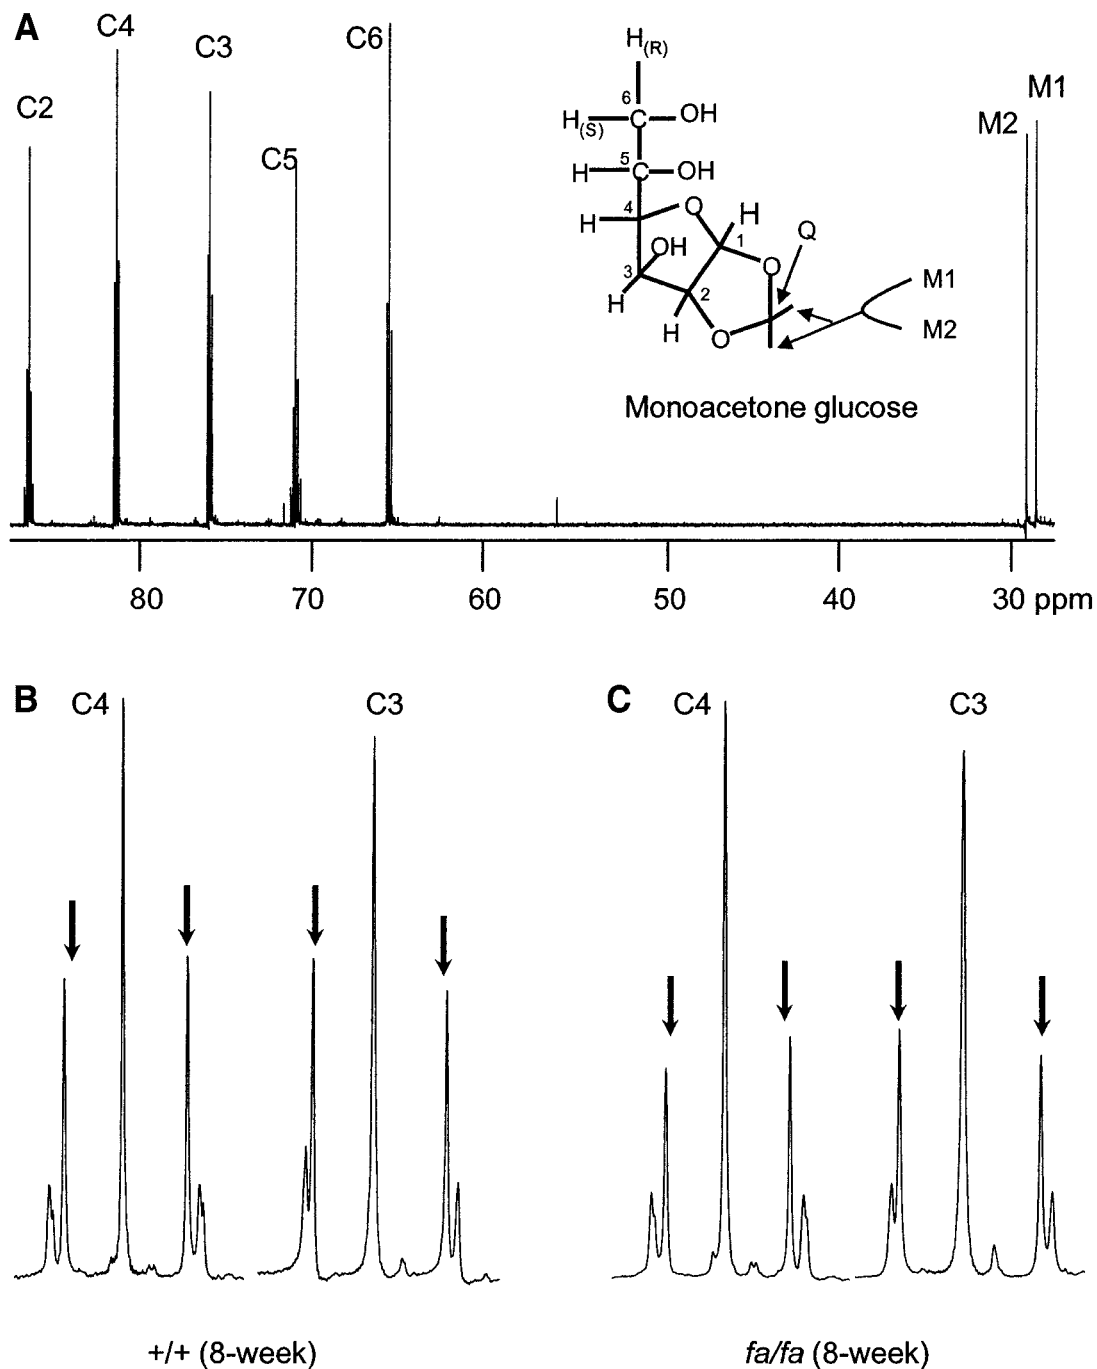 A
C2
C4
C3
C5
C6
M2
M1
H(R)
6
H(S) C OH
5
H C OH
4 O H
H
1
OH O Q
3
2
H M1
H O M2
Monoacetone glucose
80 70 60 50 40 30 ppm
B C4 C3
C C4 C3
+/+ (8-week)
fa/fa (8-week)